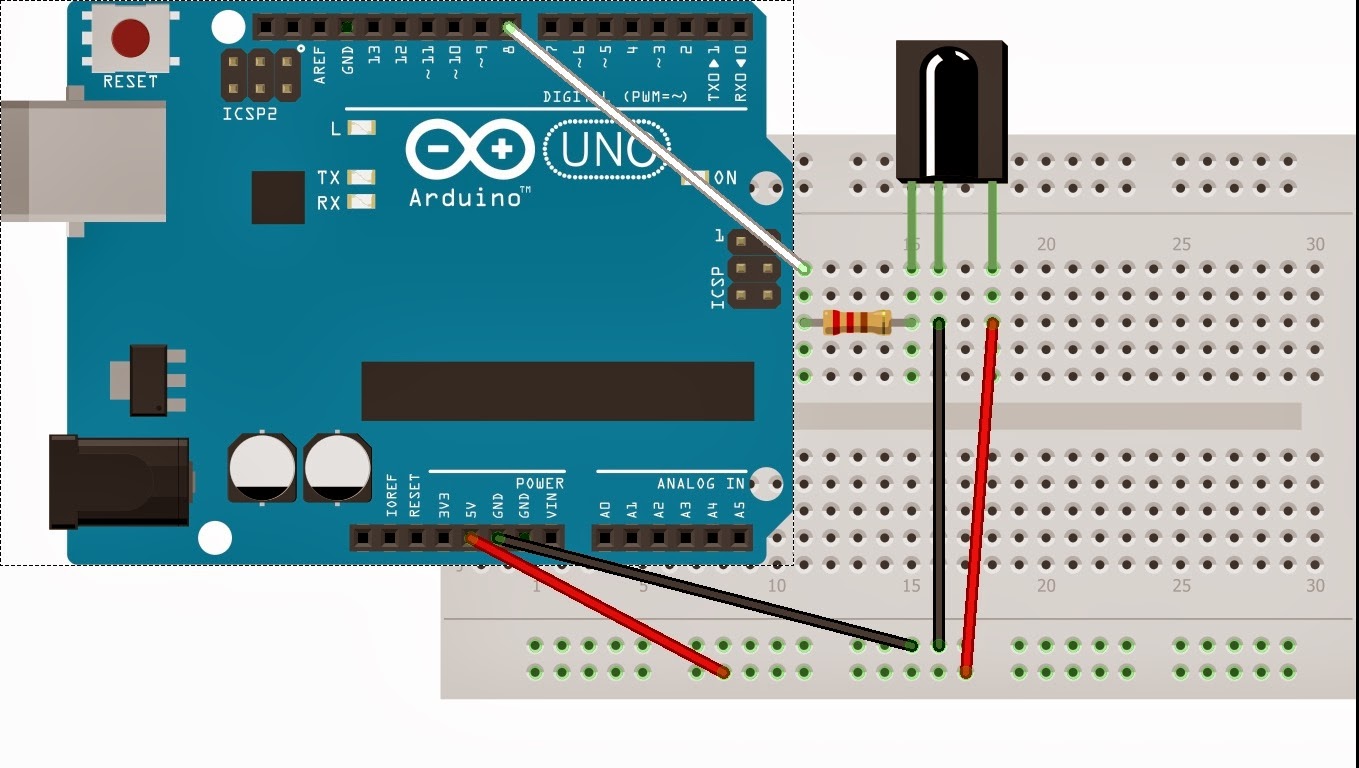 RESET
ICSP2
AREF
GND
13
12
~11
~10
~9
8
7
~6
~5
4
~3
2
TX0▶1
RX0◀0
DIGITAL (PWM=~)
L
TX
RX
UNO
ON
Arduino™
1
ICSP
15 20 25 30
POWER
ANALOG IN
IOREF
RESET
3V3
5V
GND
GND
VIN
A0
A1
A2
A3
A4
A5
1 5 10 15 20 25 30